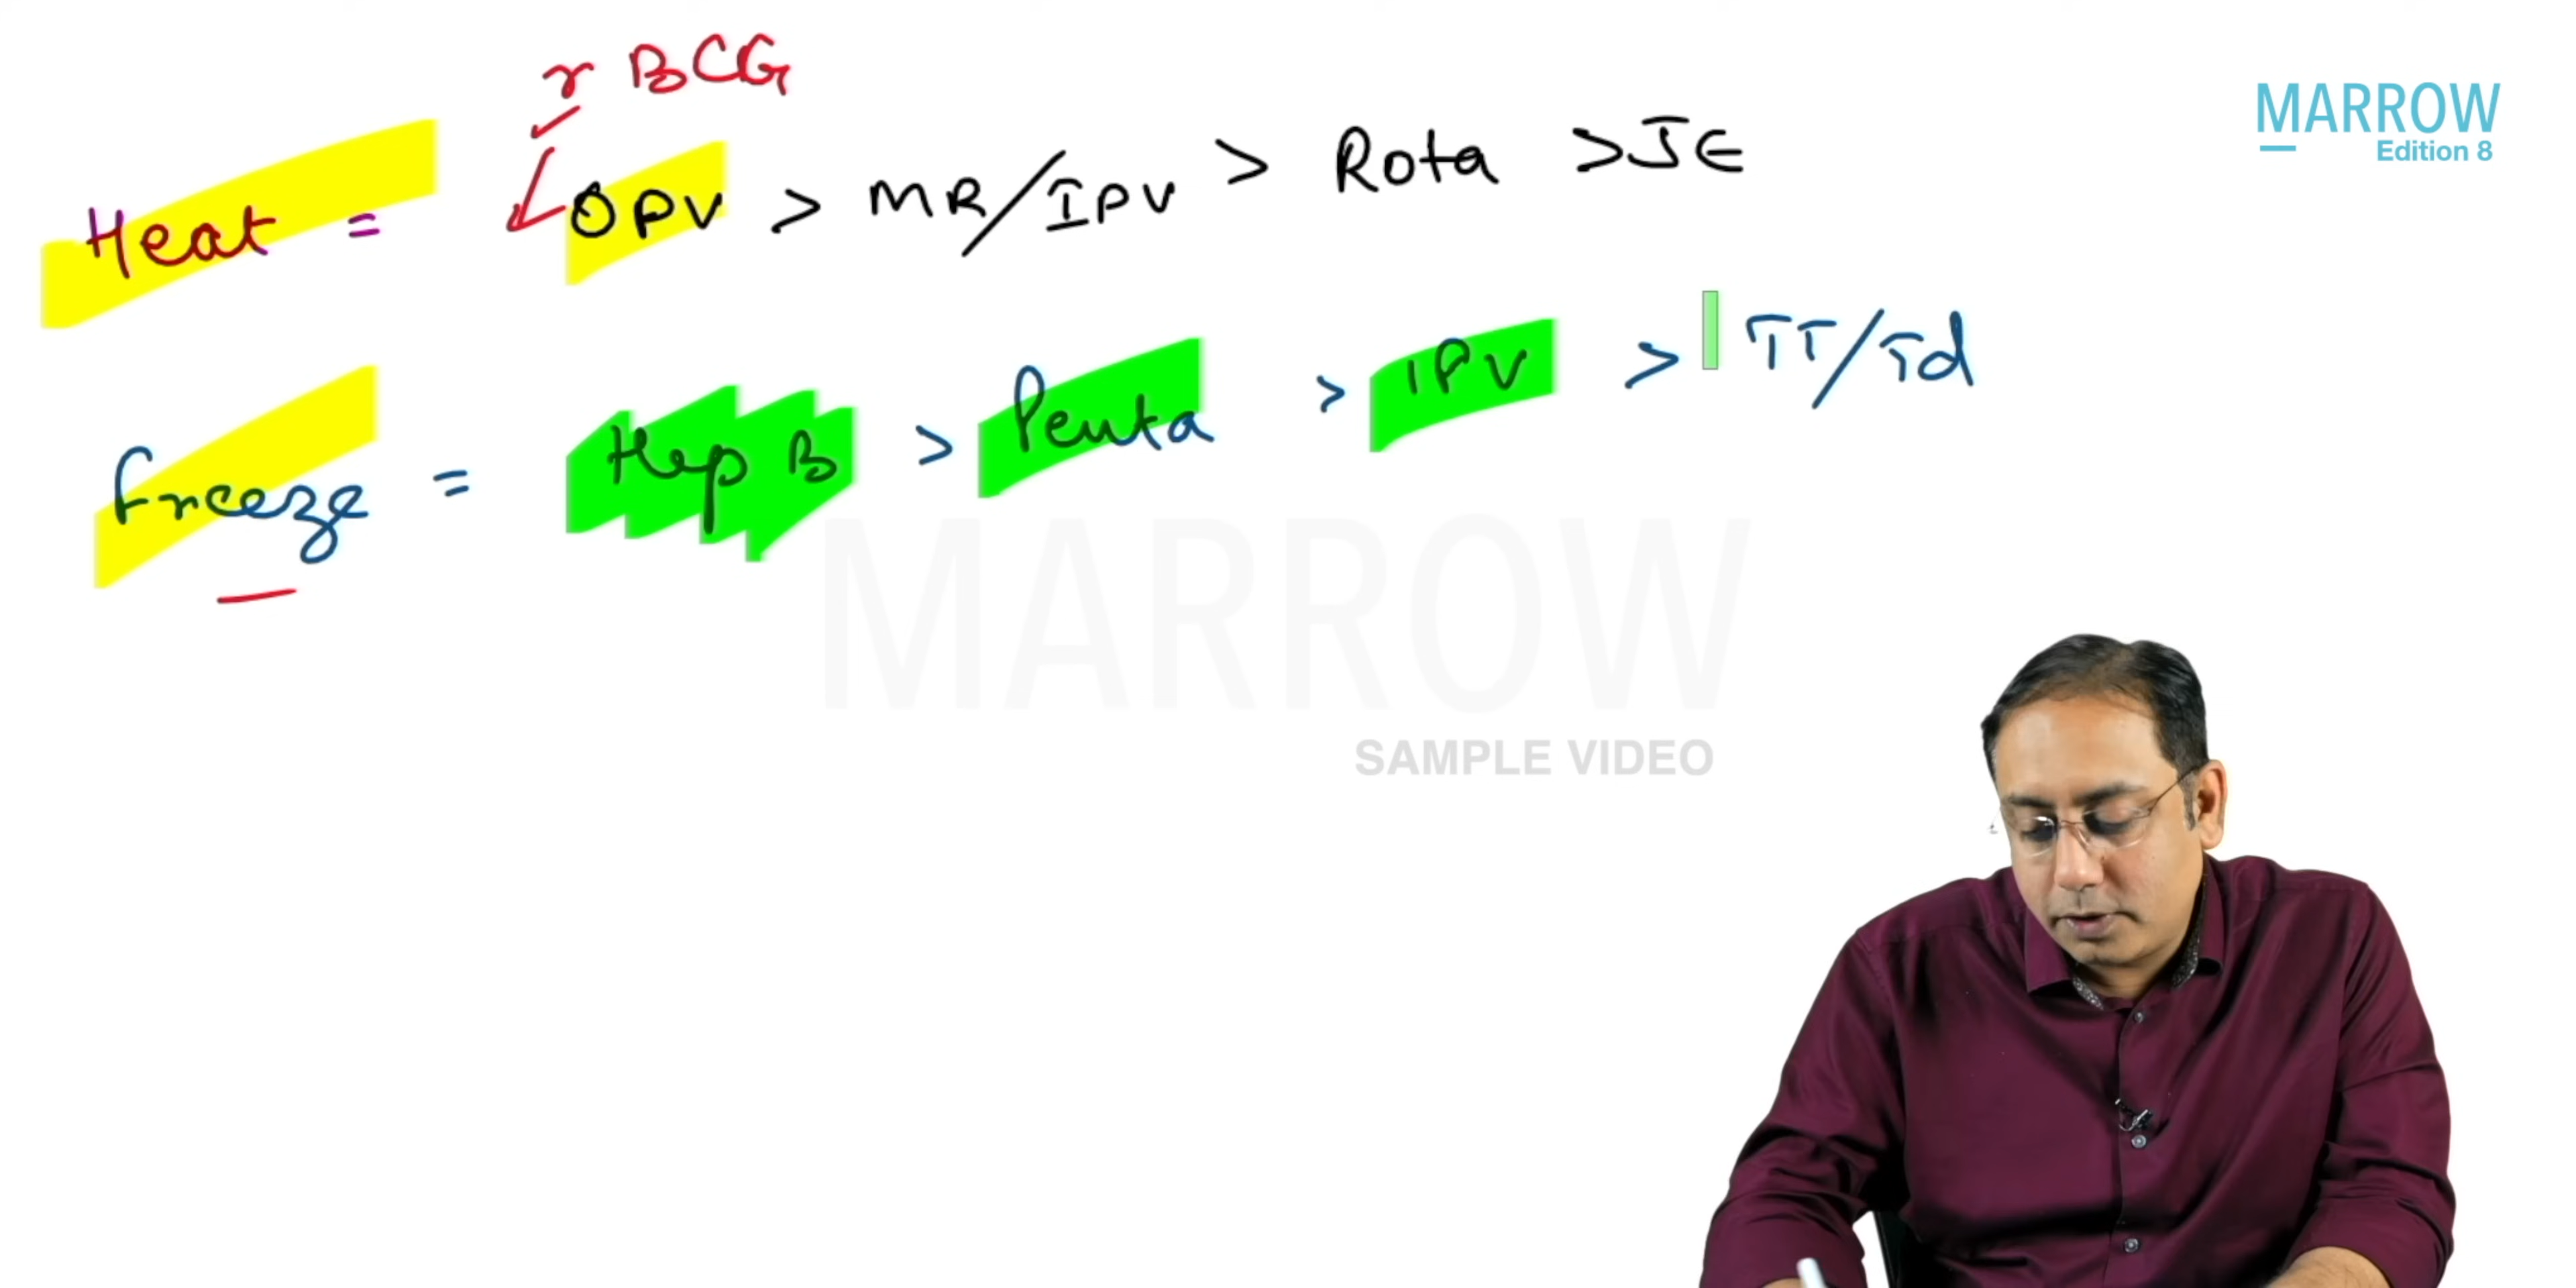 r BCG
MARROW
Edition 8
Heat = OPV > MR/IPV > Rota > JE
Freeze = Hep B > Penta > IPV > TT/Td
MARROW
SAMPLE VIDEO